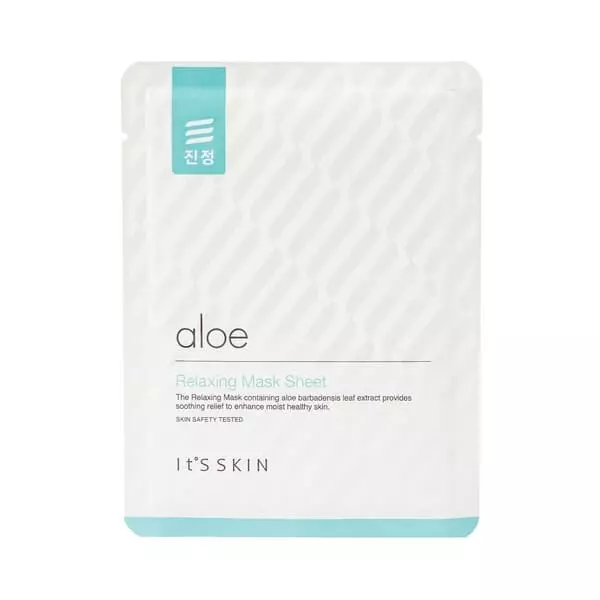 진정
aloe
Relaxing Mask Sheet
The Relaxing Mask containing aloe barbadensis leaf extract provides
soothing relief to enhance moist healthy skin.
SKIN SAFETY TESTED
It'S SKIN